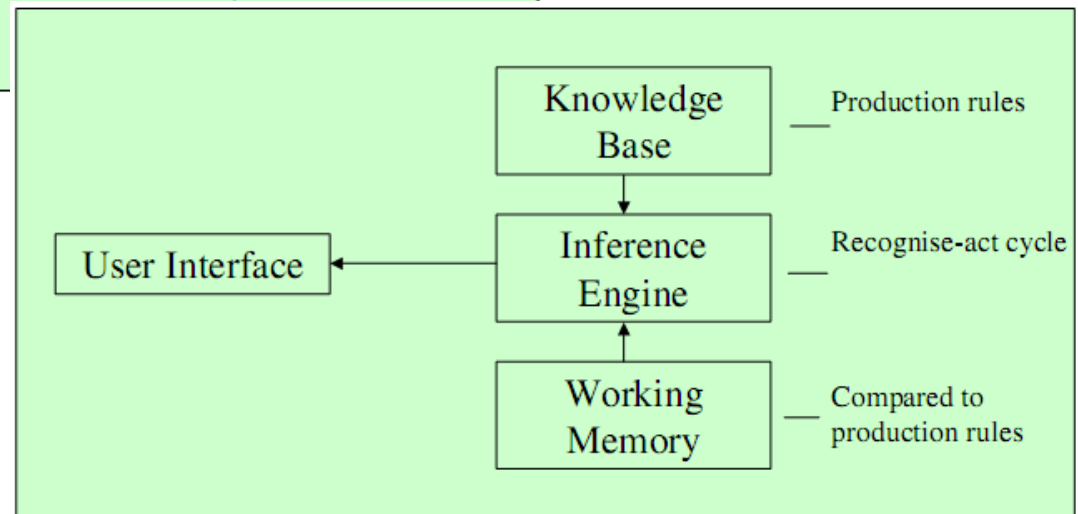 Knowledge
Base
Production rules
User Interface
Inference
Engine
Recognise-act cycle
Working
Memory
Compared to
production rules